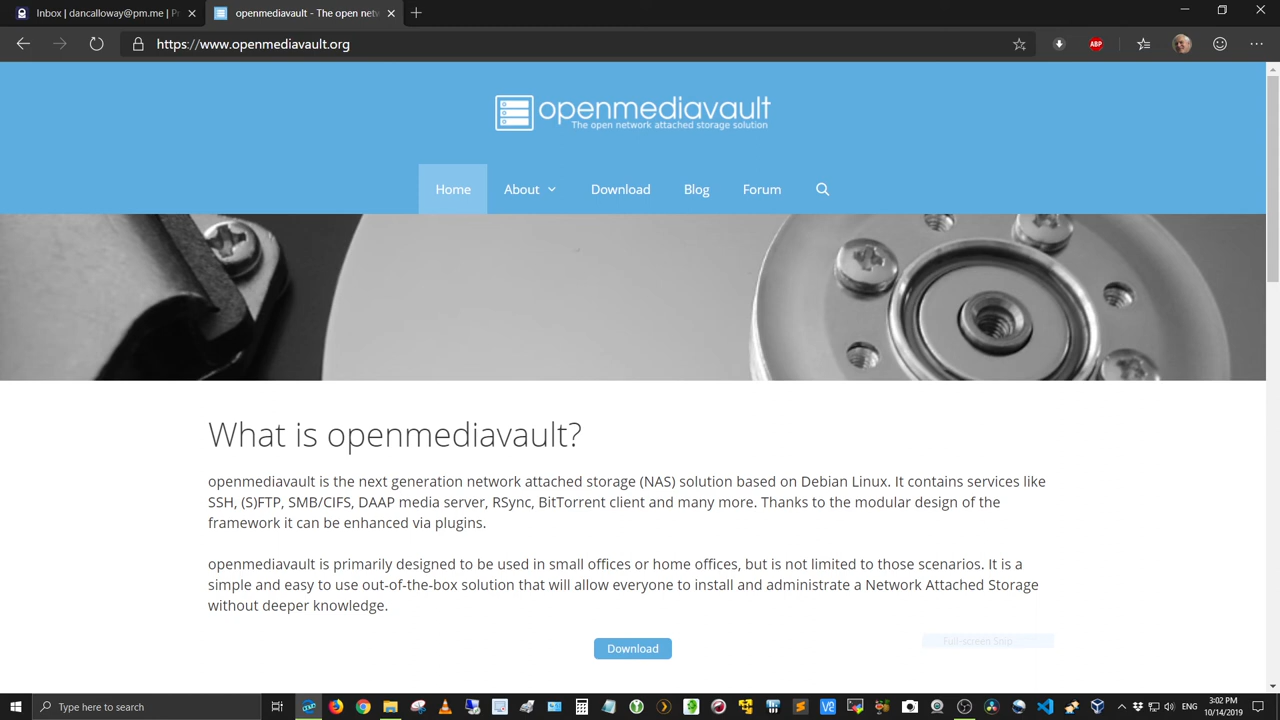 Inbox | dancalloway@pm.me | Pr
openmediavault - The open netw
https://www.openmediavault.org
ABP
openmediavault
The open network attached storage solution
Home About Download Blog Forum
What is openmediavault?
openmediavault is the next generation network attached storage (NAS) solution based on Debian Linux. It contains services like
SSH, (S)FTP, SMB/CIFS, DAAP media server, RSync, BitTorrent client and many more. Thanks to the modular design of the
framework it can be enhanced via plugins.
openmediavault is primarily designed to be used in small offices or home offices, but is not limited to those scenarios. It is a
simple and easy to use out-of-the-box solution that will allow everyone to install and administrate a Network Attached Storage
without deeper knowledge.
Full-screen Snip
Download
Type here to search
3:02 PM
10/14/2019